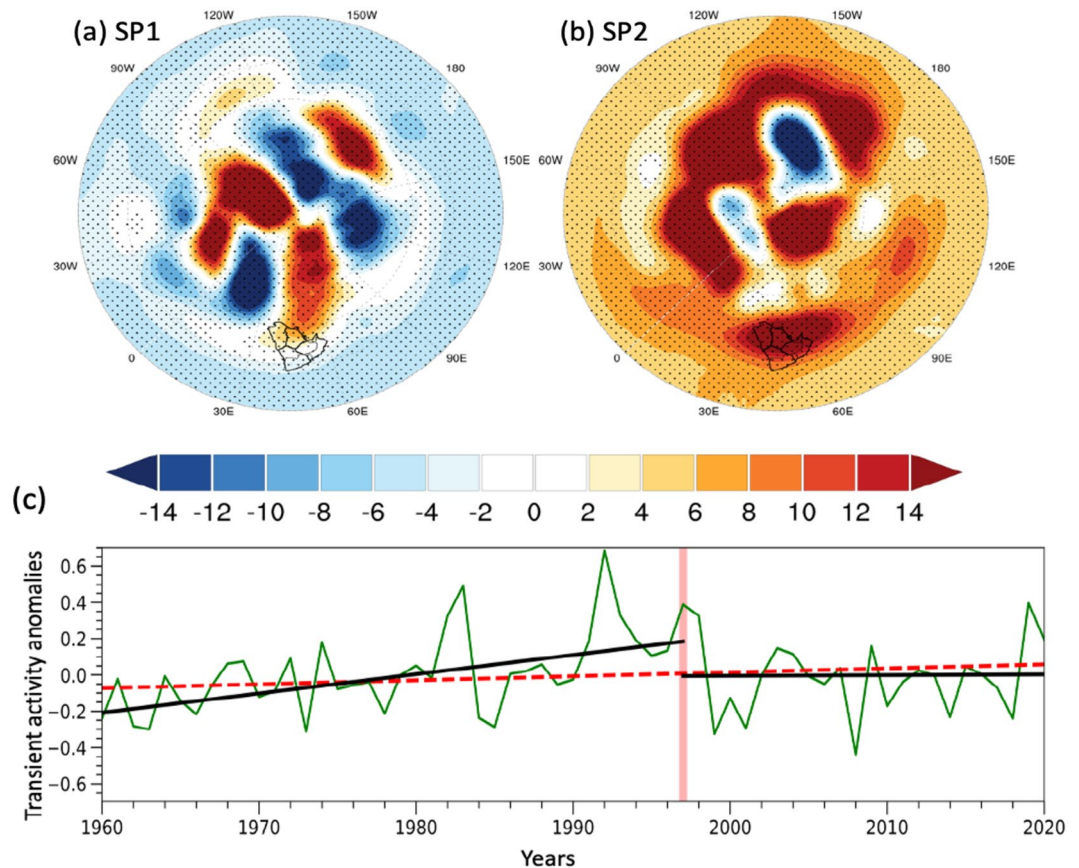 (a) SP1
(b) SP2
120W 150W 120W 150W
90W 180 90W 180
60W 150E 60W 150E
30W 120E 30W 120E
0 90E 0 90E
30E 60E 30E 60E
-14 -12 -10 -8 -6 -4 -2 0 2 4 6 8 10 12 14
(c)
Transient activity anomalies
0.6
0.4
0.2
0.0
-0.2
-0.4
-0.6
1960 1970 1980 1990 2000 2010 2020
Years